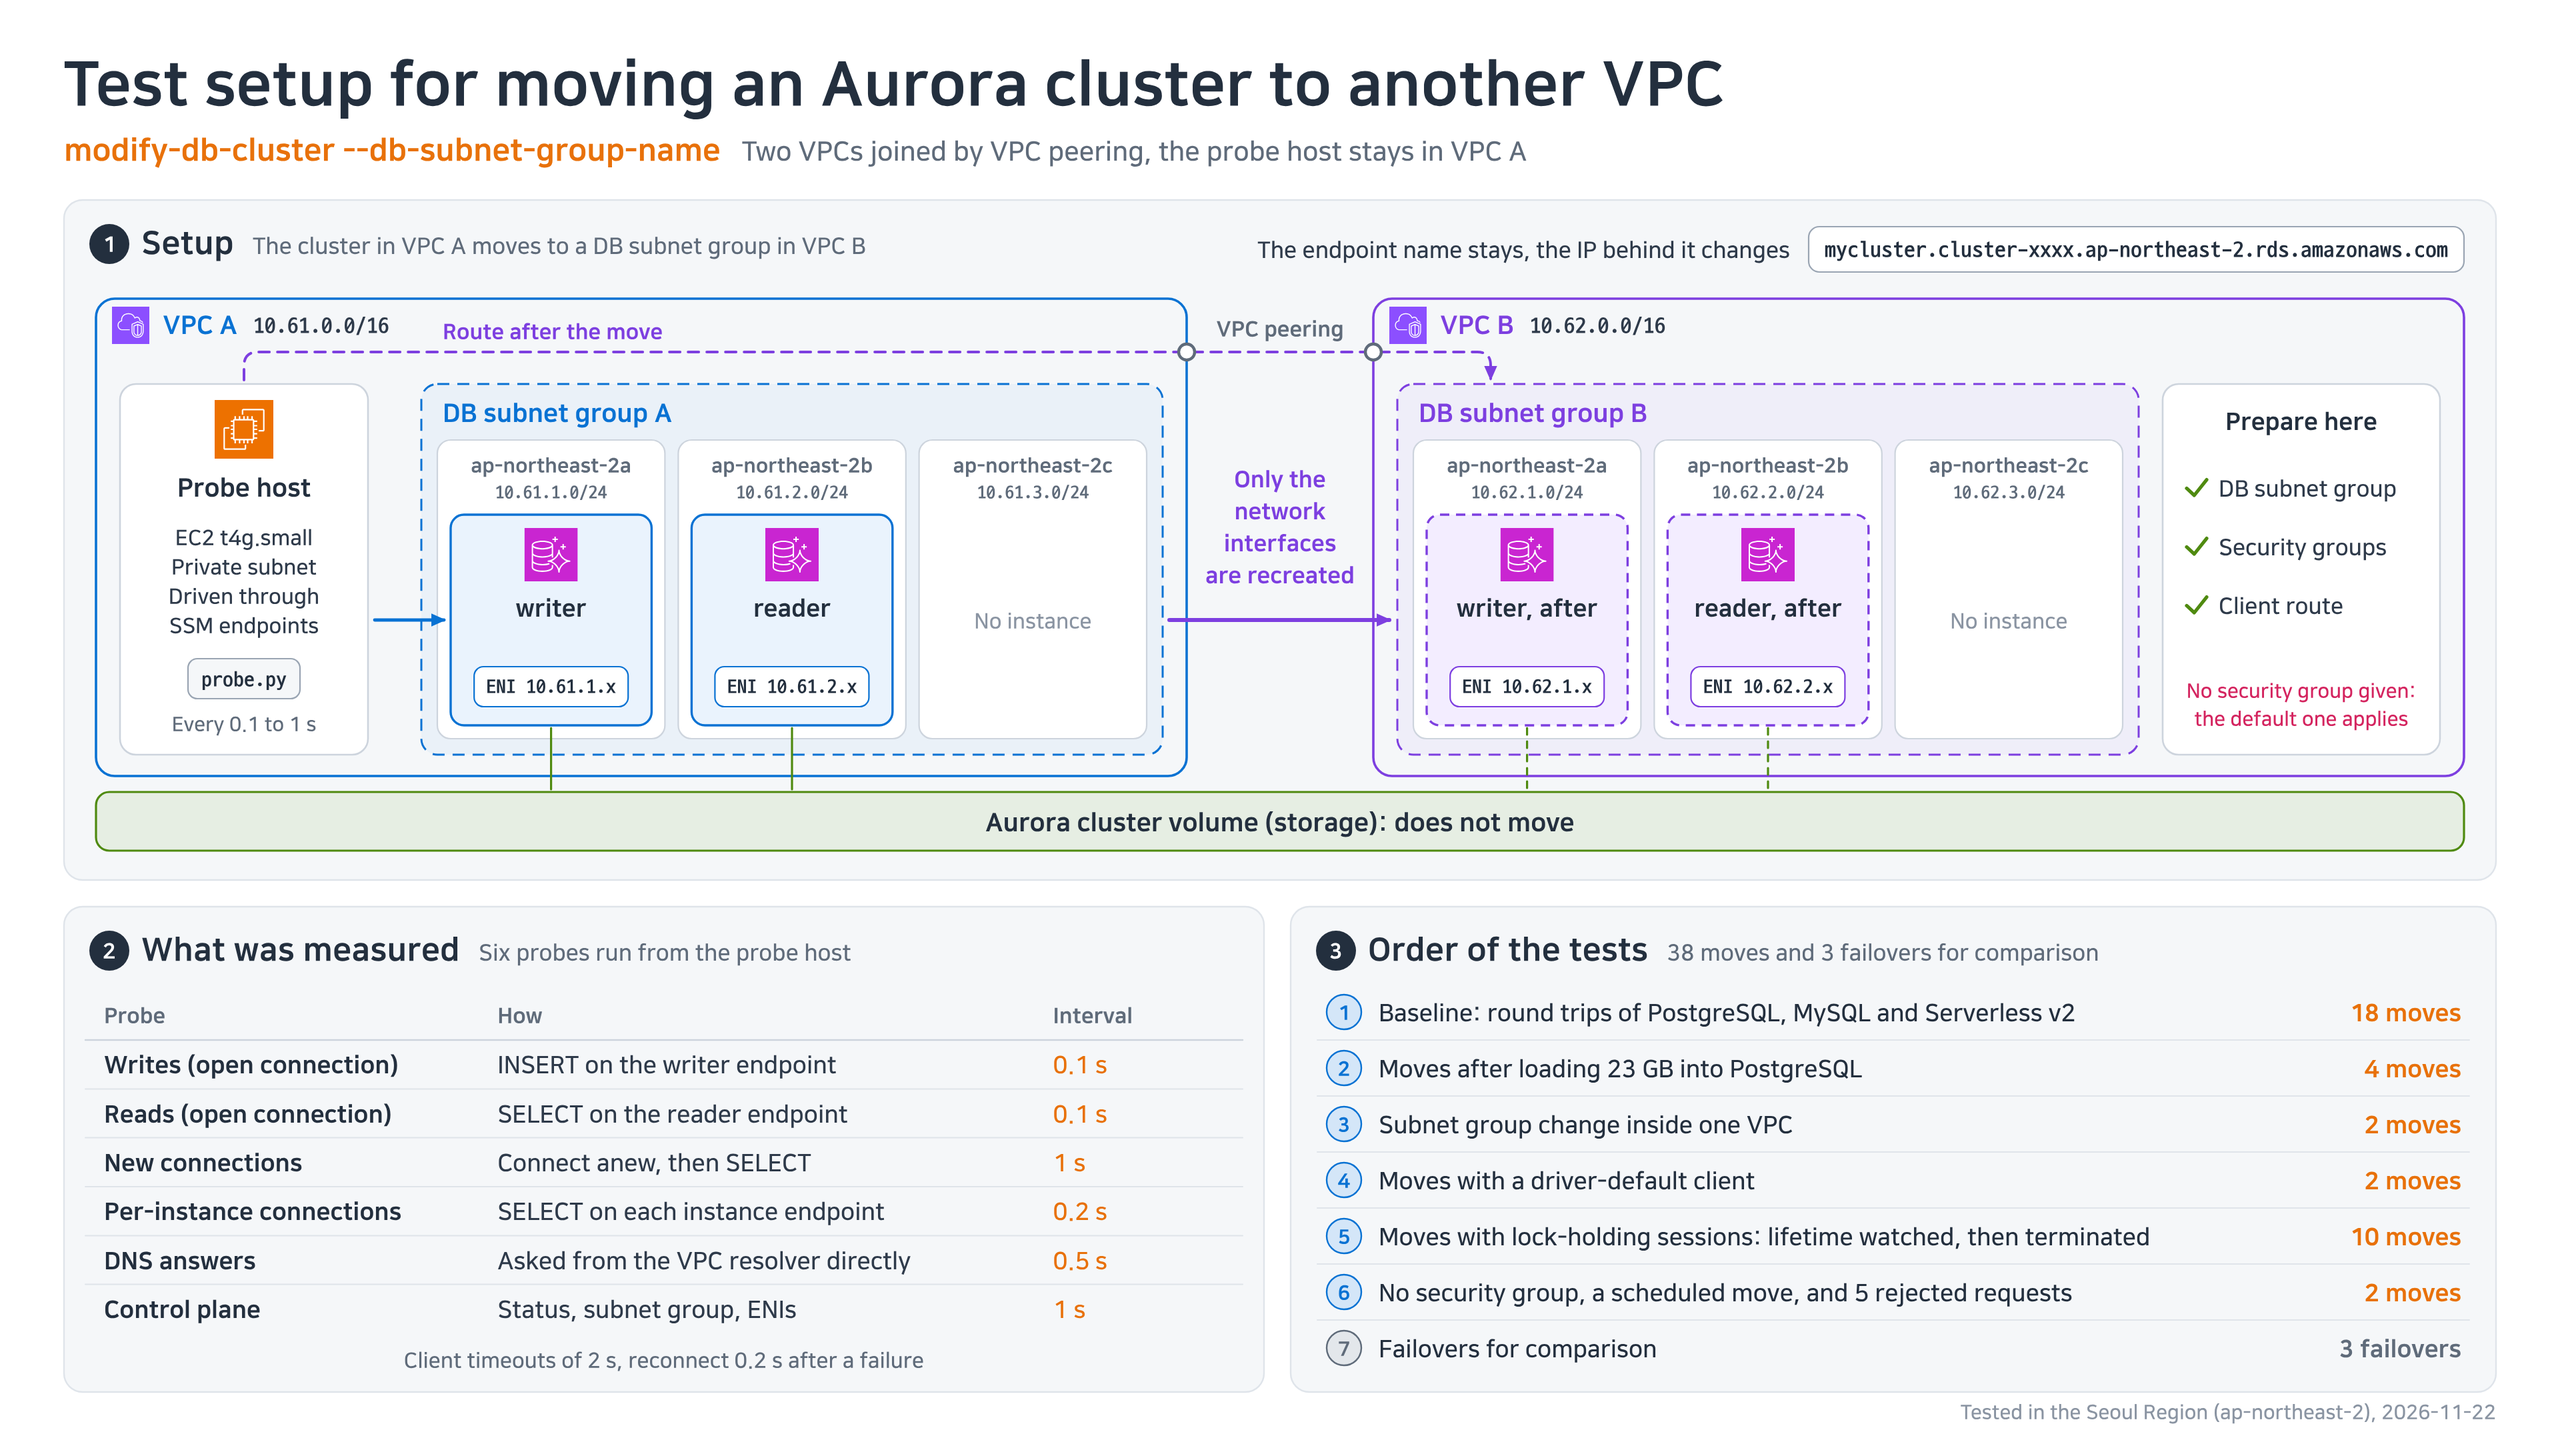 Test setup for moving an Aurora cluster to another VPC
modify-db-cluster --db-subnet-group-name Two VPCs joined by VPC peering, the probe host stays in VPC A
1 Setup The cluster in VPC A moves to a DB subnet group in VPC B
The endpoint name stays, the IP behind it changes mycluster.cluster-xxxx.ap-northeast-2.rds.amazonaws.com
VPC A 10.61.0.0/16
Route after the move
VPC peering
VPC B 10.62.0.0/16
Probe host
EC2 t4g.small
Private subnet
Driven through
SSM endpoints
probe.py
Every 0.1 to 1 s
DB subnet group A
ap-northeast-2a
10.61.1.0/24
writer
ENI 10.61.1.x
ap-northeast-2b
10.61.2.0/24
reader
ENI 10.61.2.x
ap-northeast-2c
10.61.3.0/24
No instance
Only the
network
interfaces
are recreated
DB subnet group B
ap-northeast-2a
10.62.1.0/24
writer, after
ENI 10.62.1.x
ap-northeast-2b
10.62.2.0/24
reader, after
ENI 10.62.2.x
ap-northeast-2c
10.62.3.0/24
No instance
Prepare here
DB subnet group
Security groups
Client route
No security group given:
the default one applies
Aurora cluster volume (storage): does not move
2 What was measured Six probes run from the probe host
Probe How Interval
Writes (open connection) INSERT on the writer endpoint 0.1 s
Reads (open connection) SELECT on the reader endpoint 0.1 s
New connections Connect anew, then SELECT 1 s
Per-instance connections SELECT on each instance endpoint 0.2 s
DNS answers Asked from the VPC resolver directly 0.5 s
Control plane Status, subnet group, ENIs 1 s
Client timeouts of 2 s, reconnect 0.2 s after a failure
3 Order of the tests 38 moves and 3 failovers for comparison
1 Baseline: round trips of PostgreSQL, MySQL and Serverless v2 18 moves
2 Moves after loading 23 GB into PostgreSQL 4 moves
3 Subnet group change inside one VPC 2 moves
4 Moves with a driver-default client 2 moves
5 Moves with lock-holding sessions: lifetime watched, then terminated 10 moves
6 No security group, a scheduled move, and 5 rejected requests 2 moves
7 Failovers for comparison 3 failovers
Tested in the Seoul Region (ap-northeast-2), 2026-11-22